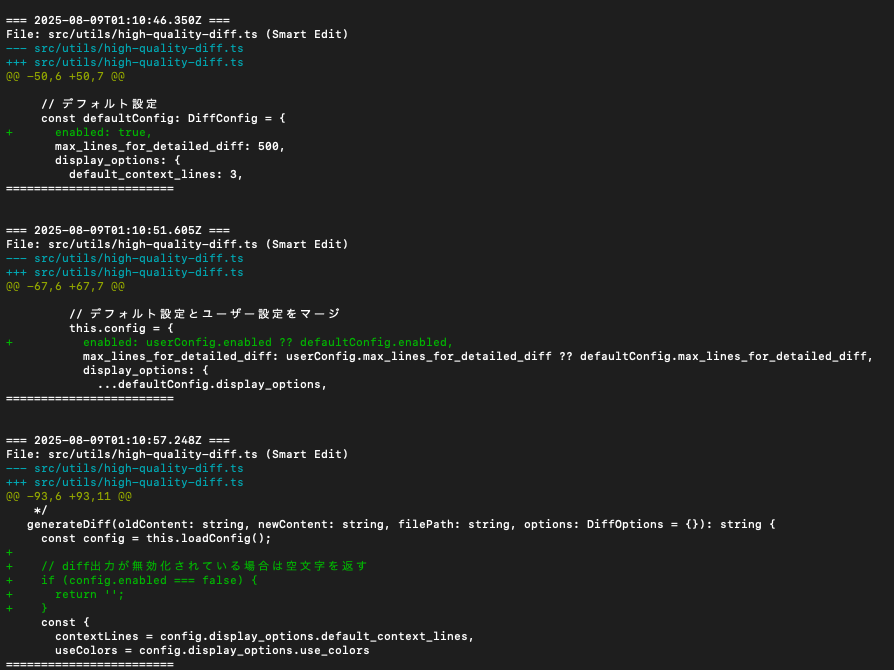 === 2025-08-09T01:10:46.350Z ===
File: src/utils/high-quality-diff.ts (Smart Edit)
--- src/utils/high-quality-diff.ts
+++ src/utils/high-quality-diff.ts
@@ -50,6 +50,7 @@
     // デフォルト設定
     const defaultConfig: DiffConfig = {
+      enabled: true,
       max_lines_for_detailed_diff: 500,
       display_options: {
         default_context_lines: 3,
========================
=== 2025-08-09T01:10:51.605Z ===
File: src/utils/high-quality-diff.ts (Smart Edit)
--- src/utils/high-quality-diff.ts
+++ src/utils/high-quality-diff.ts
@@ -67,6 +67,7 @@
         // デフォルト設定とユーザー設定をマージ
         this.config = {
+          enabled: userConfig.enabled ?? defaultConfig.enabled,
           max_lines_for_detailed_diff: userConfig.max_lines_for_detailed_diff ?? defaultConfig.max_lines_for_detailed_diff,
           display_options: {
             ...defaultConfig.display_options,
========================
=== 2025-08-09T01:10:57.248Z ===
File: src/utils/high-quality-diff.ts (Smart Edit)
--- src/utils/high-quality-diff.ts
+++ src/utils/high-quality-diff.ts
@@ -93,6 +93,11 @@
    */
   generateDiff(oldContent: string, newContent: string, filePath: string, options: DiffOptions = {}): string {
     const config = this.loadConfig();
+
+    // diff出力が無効化されている場合は空文字を返す
+    if (config.enabled === false) {
+      return '';
+    }
     const {
       contextLines = config.display_options.default_context_lines,
       useColors = config.display_options.use_colors
========================